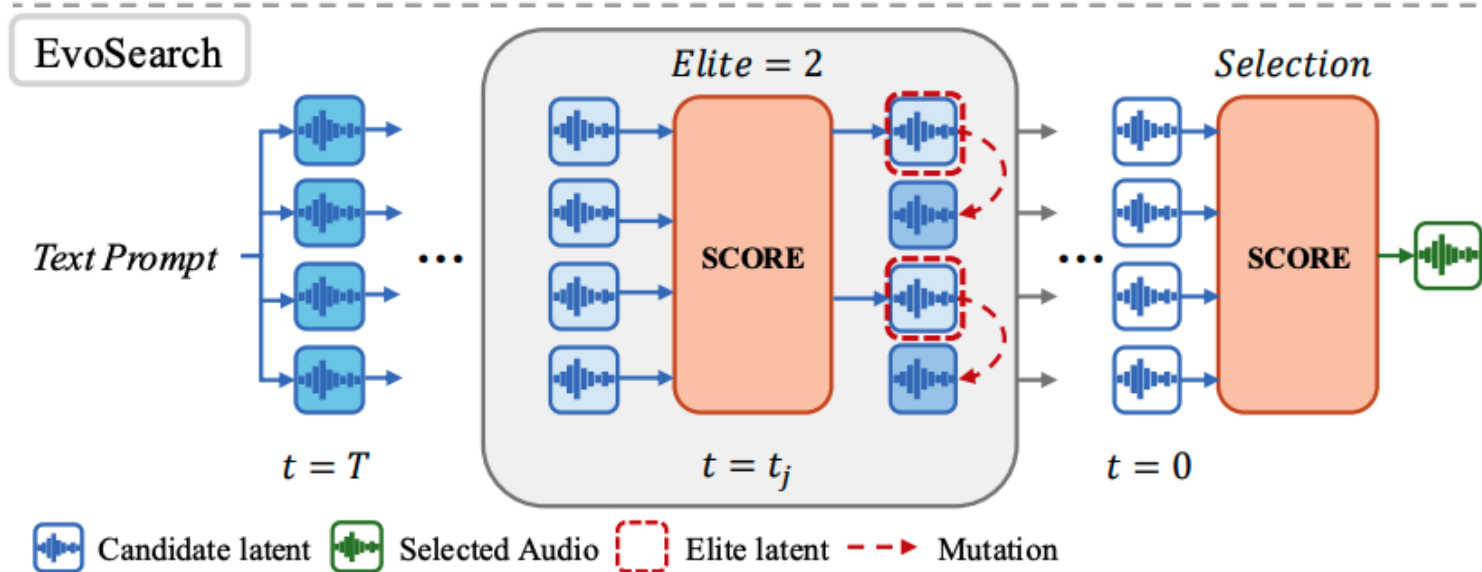 EvoSearch
Elite = 2
Selection
Text Prompt
...
SCORE
...
SCORE
t = T
t = t_j
t = 0
Candidate latent
Selected Audio
Elite latent
Mutation